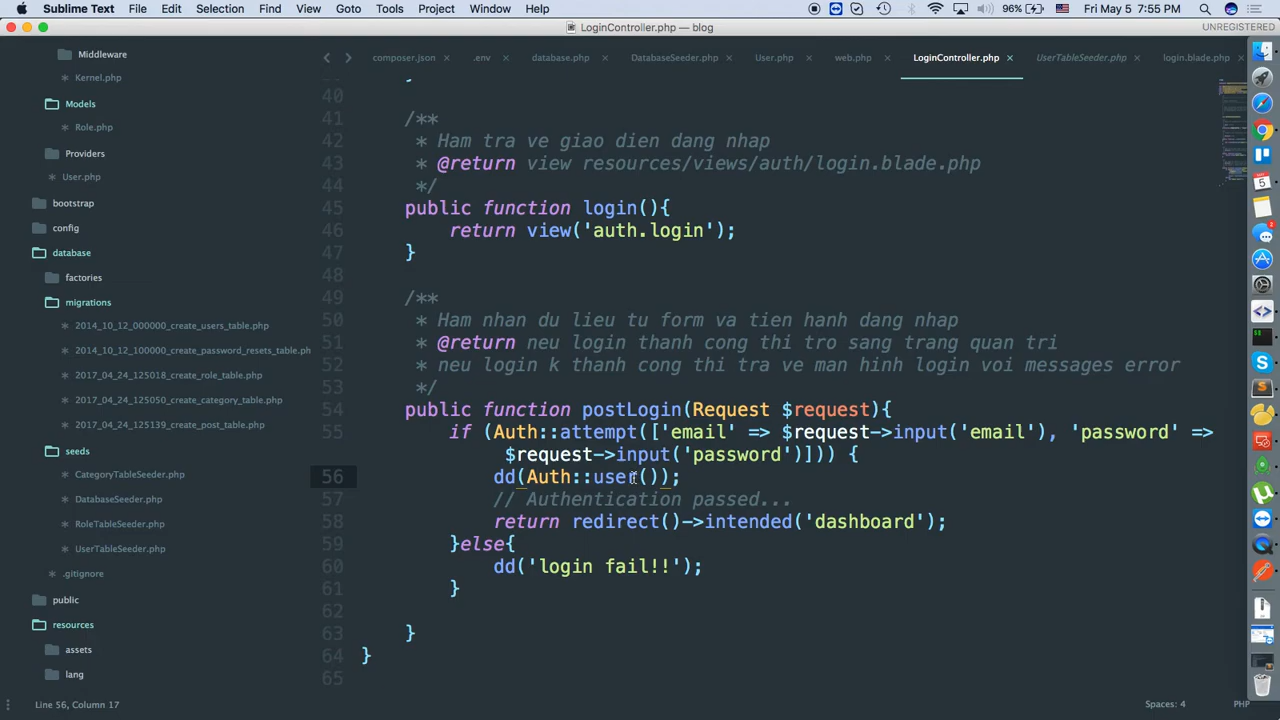 Sublime Text File Edit Selection Find View Goto Tools Project Window Help 96% Fri May 5 7:55 PM
LoginController.php — blog UNREGISTERED
Middleware
Kernel.php
Models
Role.php
Providers
User.php
bootstrap
config
database
factories
migrations
2014_10_12_000000_create_users_table.php
2014_10_12_100000_create_password_resets_table.ph
2017_04_24_125018_create_role_table.php
2017_04_24_125050_create_category_table.php
2017_04_24_125139_create_post_table.php
seeds
CategoryTableSeeder.php
DatabaseSeeder.php
RoleTableSeeder.php
UserTableSeeder.php
.gitignore
public
resources
assets
lang
composer.json .env database.php DatabaseSeeder.php User.php web.php LoginController.php UserTableSeeder.php login.blade.php
40
41 /**
42 * Ham tra ve giao dien dang nhap
43 * @return view resources/views/auth/login.blade.php
44 */
45 public function login(){
46 return view('auth.login');
47 }
48
49 /**
50 * Ham nhan du lieu tu form va tien hanh dang nhap
51 * @return neu login thanh cong thi tro sang trang quan tri
52 * neu login k thanh cong thi tra ve man hinh login voi messages error
53 */
54 public function postLogin(Request $request){
55 if (Auth::attempt(['email' => $request->input('email'), 'password' =>
$request->input('password')])) {
56 dd(Auth::user());
57 // Authentication passed...
58 return redirect()->intended('dashboard');
59 }else{
60 dd('login fail!!');
61 }
62
63 }
64 }
65
Line 56, Column 17 Spaces: 4 PHP